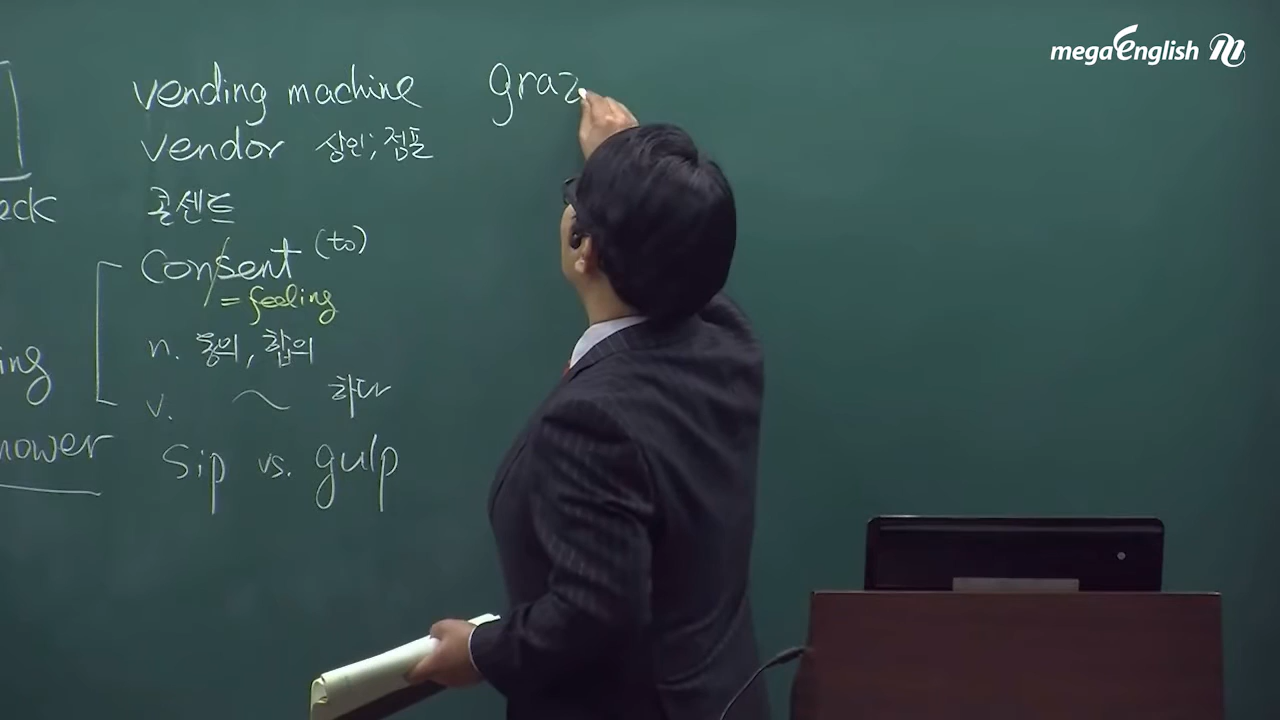 megaEnglish
eck
ing
hower
vending machine
vendor 상인; 점포
콘센트
Consent (to)
= feeling
n. 동의, 합의
v. ~ 하다
Sip vs. gulp
graz